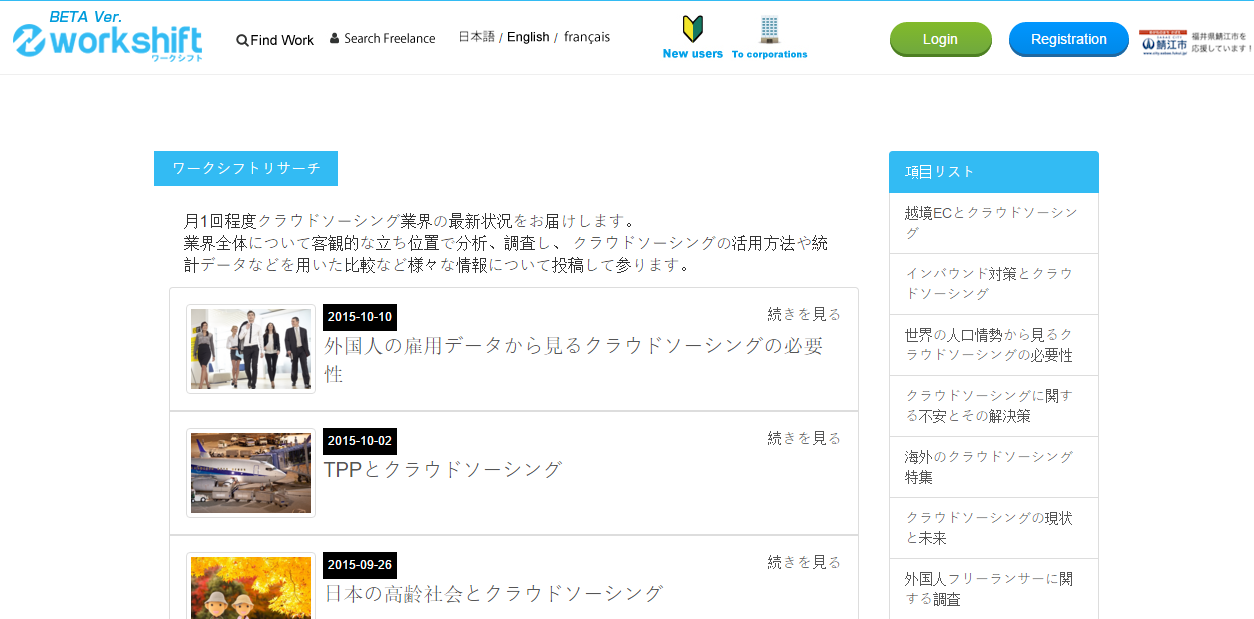 BETA Ver.
workshift
ワークシフト
Find Work
Search Freelance
日本語 / English / français
New users
To corporations
Login
Registration
鯖江市
福井県鯖江市を
応援しています！
ワークシフトリサーチ
月1回程度クラウドソーシング業界の最新状況をお届けします。
業界全体について客観的な立ち位置で分析、調査し、 クラウドソーシングの活用方法や統
計データなどを用いた比較など様々な情報について投稿して参ります。
2015-10-10
続きを見る
外国人の雇用データから見るクラウドソーシングの必要
性
2015-10-02
続きを見る
TPPとクラウドソーシング
2015-09-26
続きを見る
日本の高齢社会とクラウドソーシング
項目リスト
越境ECとクラウドソーシン
グ
インバウンド対策とクラウ
ドソーシング
世界の人口情勢から見るク
ラウドソーシングの必要性
クラウドソーシングに関す
る不安とその解決策
海外のクラウドソーシング
特集
クラウドソーシングの現状
と未来
外国人フリーランサーに関
する調査